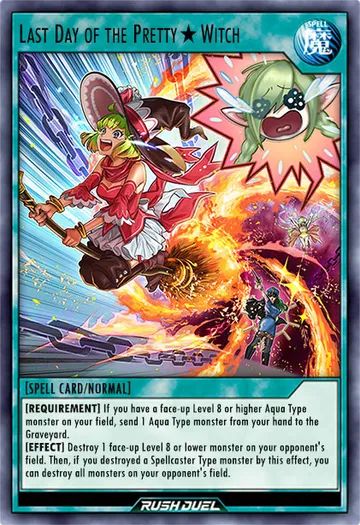 LAST DAY OF THE PRETTY★WITCH
SPELL
魔
[SPELL CARD/NORMAL]
[REQUIREMENT] If you have a face-up Level 8 or higher Aqua Type
monster on your field, send 1 Aqua Type monster from your hand to the
Graveyard.
[EFFECT] Destroy 1 face-up Level 8 or lower monster on your opponent's
field. Then, if you destroyed a Spellcaster Type monster by this effect, you
can destroy all monsters on your opponent's field.
RUSH DUEL